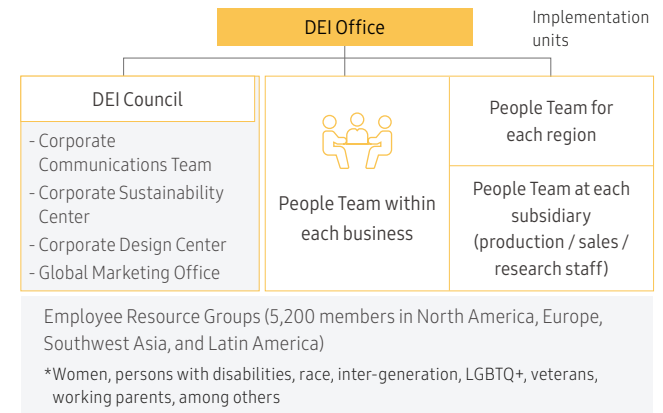 DEI Office
Implementation
units
DEI Council
- Corporate
Communications Team
- Corporate Sustainability
Center
- Corporate Design Center
- Global Marketing Office
People Team within
each business
People Team for
each region
People Team at each
subsidiary
(production / sales /
research staff)
Employee Resource Groups (5,200 members in North America, Europe,
Southwest Asia, and Latin America)
*Women, persons with disabilities, race, inter-generation, LGBTQ+, veterans,
working parents, among others